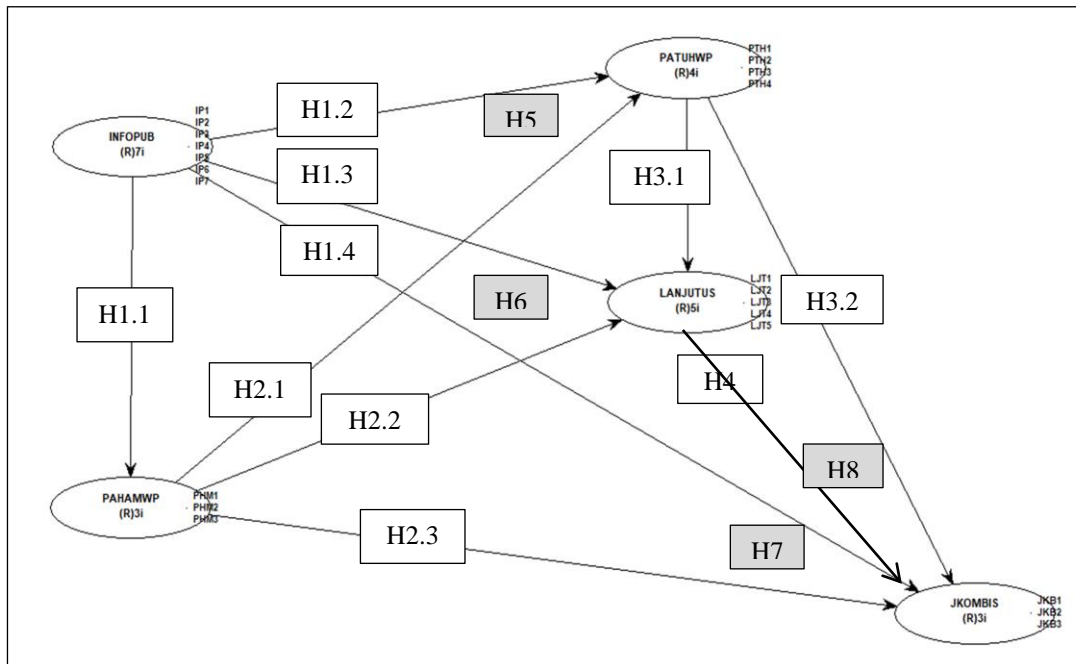 PATUHWP
(R)4i
PTH1
PTH2
PTH3
PTH4
H1.2
H5
INFOPUB
(R)7i
IP1
IP2
IP3
IP4
IP5
IP6
IP7
H1.3
H3.1
H1.4
H1.1
H6
LANJUTUS
(R)5i
LJT1
LJT2
LJT3
LJT4
LJT5
H3.2
H2.1
H2.2
H4
H8
PAHAMWP
(R)3i
PHM1
PHM2
PHM3
H2.3
H7
JKOMBIS
(R)3i
JKB1
JKB2
JKB3